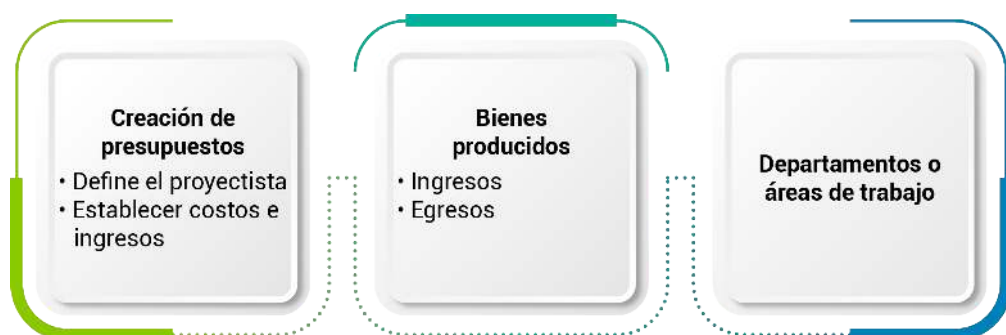 Creación de
presupuestos
· Define el proyectista
· Establecer costos e
ingresos
Bienes
producidos
· Ingresos
· Egresos
Departamentos o
áreas de trabajo